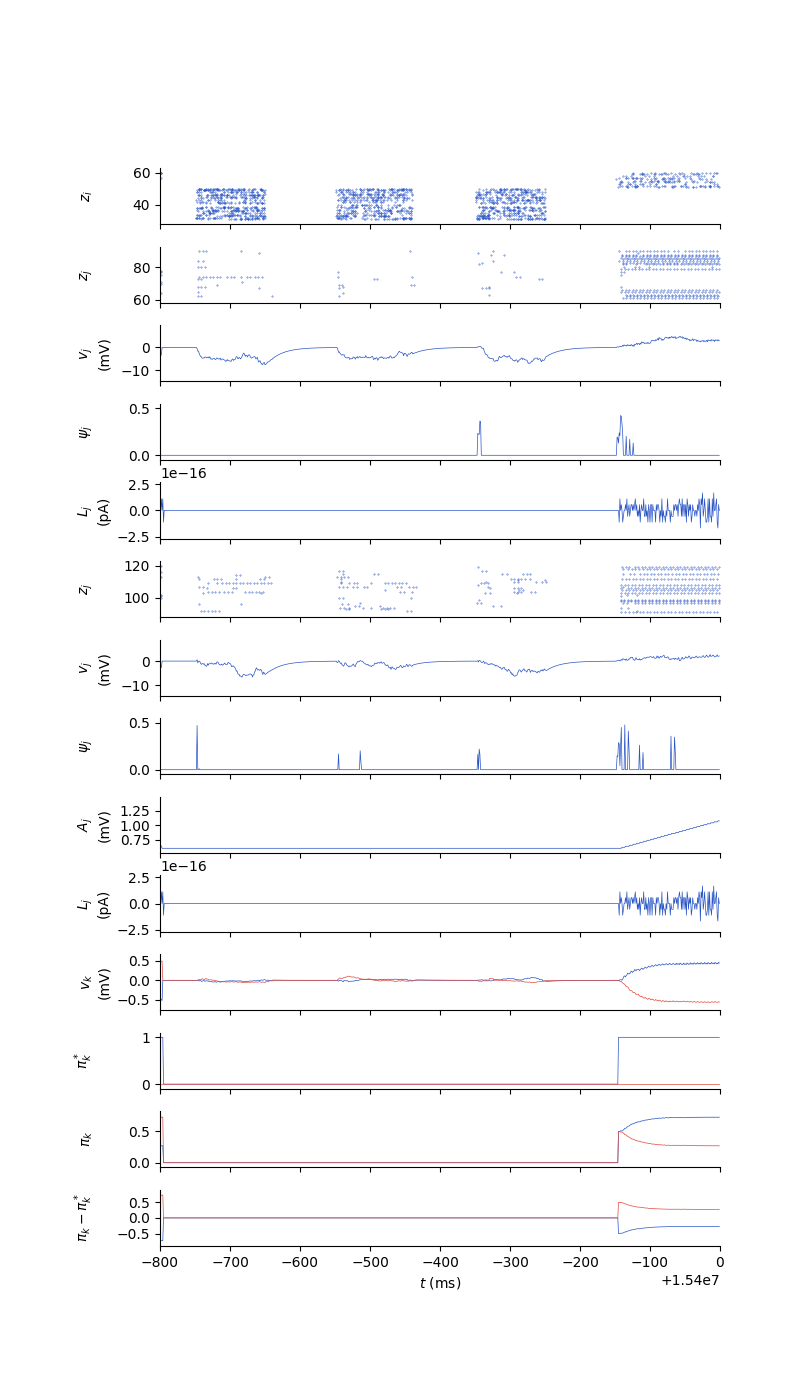 60
40
z_i
80
60
z_j
0
−10
v_j
(mV)
0.5
0.0
ψ_j
1e−16
2.5
0.0
−2.5
L_j
(pA)
120
100
z_j
0
−10
v_j
(mV)
0.5
0.0
ψ_j
1.25
1.00
0.75
A_j
(mV)
1e−16
2.5
0.0
−2.5
L_j
(pA)
0.5
0.0
−0.5
v_k
(mV)
1
0
π_k^*
0.5
0.0
π_k
0.5
0.0
−0.5
π_k − π_k^*
−800 −700 −600 −500 −400 −300 −200 −100 0
t (ms)
+1.54e7